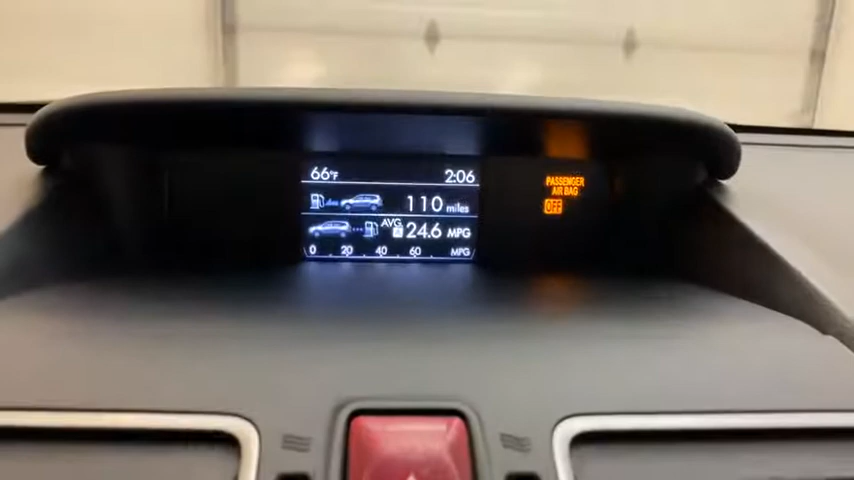 66°F 2:06
110 miles
AVG A 24.6 MPG
0 20 40 60 MPG
PASSENGER
AIR BAG
OFF